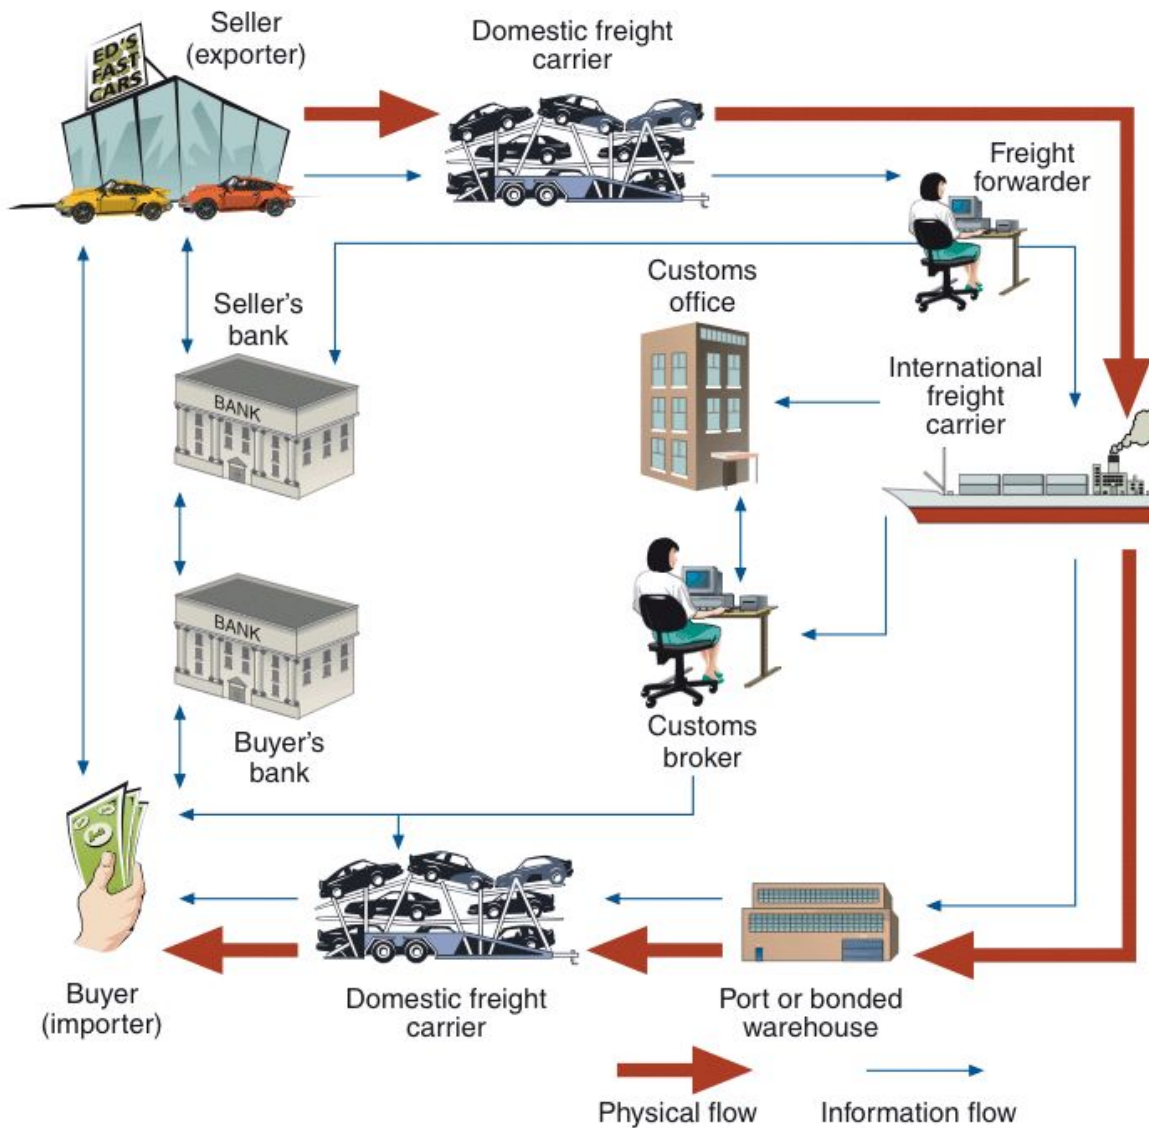 Seller
(exporter)
ED'S
FAST
CARS
Domestic freight
carrier
Freight
forwarder
Customs
office
Seller's
bank
BANK
International
freight
carrier
BANK
Buyer's
bank
Customs
broker
Buyer
(importer)
Domestic freight
carrier
Port or bonded
warehouse
Physical flow
Information flow